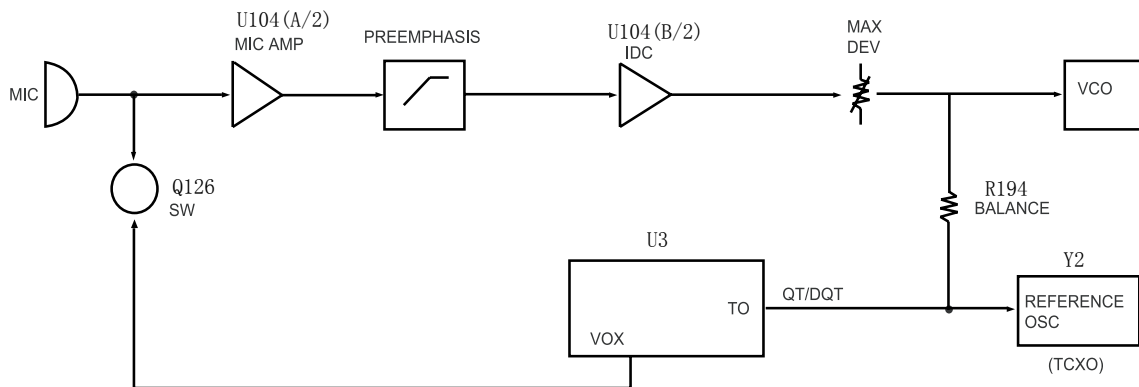 U104(A/2)
MIC AMP
PREEMPHASIS
U104(B/2)
IDC
MAX
DEV
MIC
VCO
Q126
SW
R194
BALANCE
U3
Y2
TO
QT/DQT
REFERENCE
OSC
VOX
(TCXO)